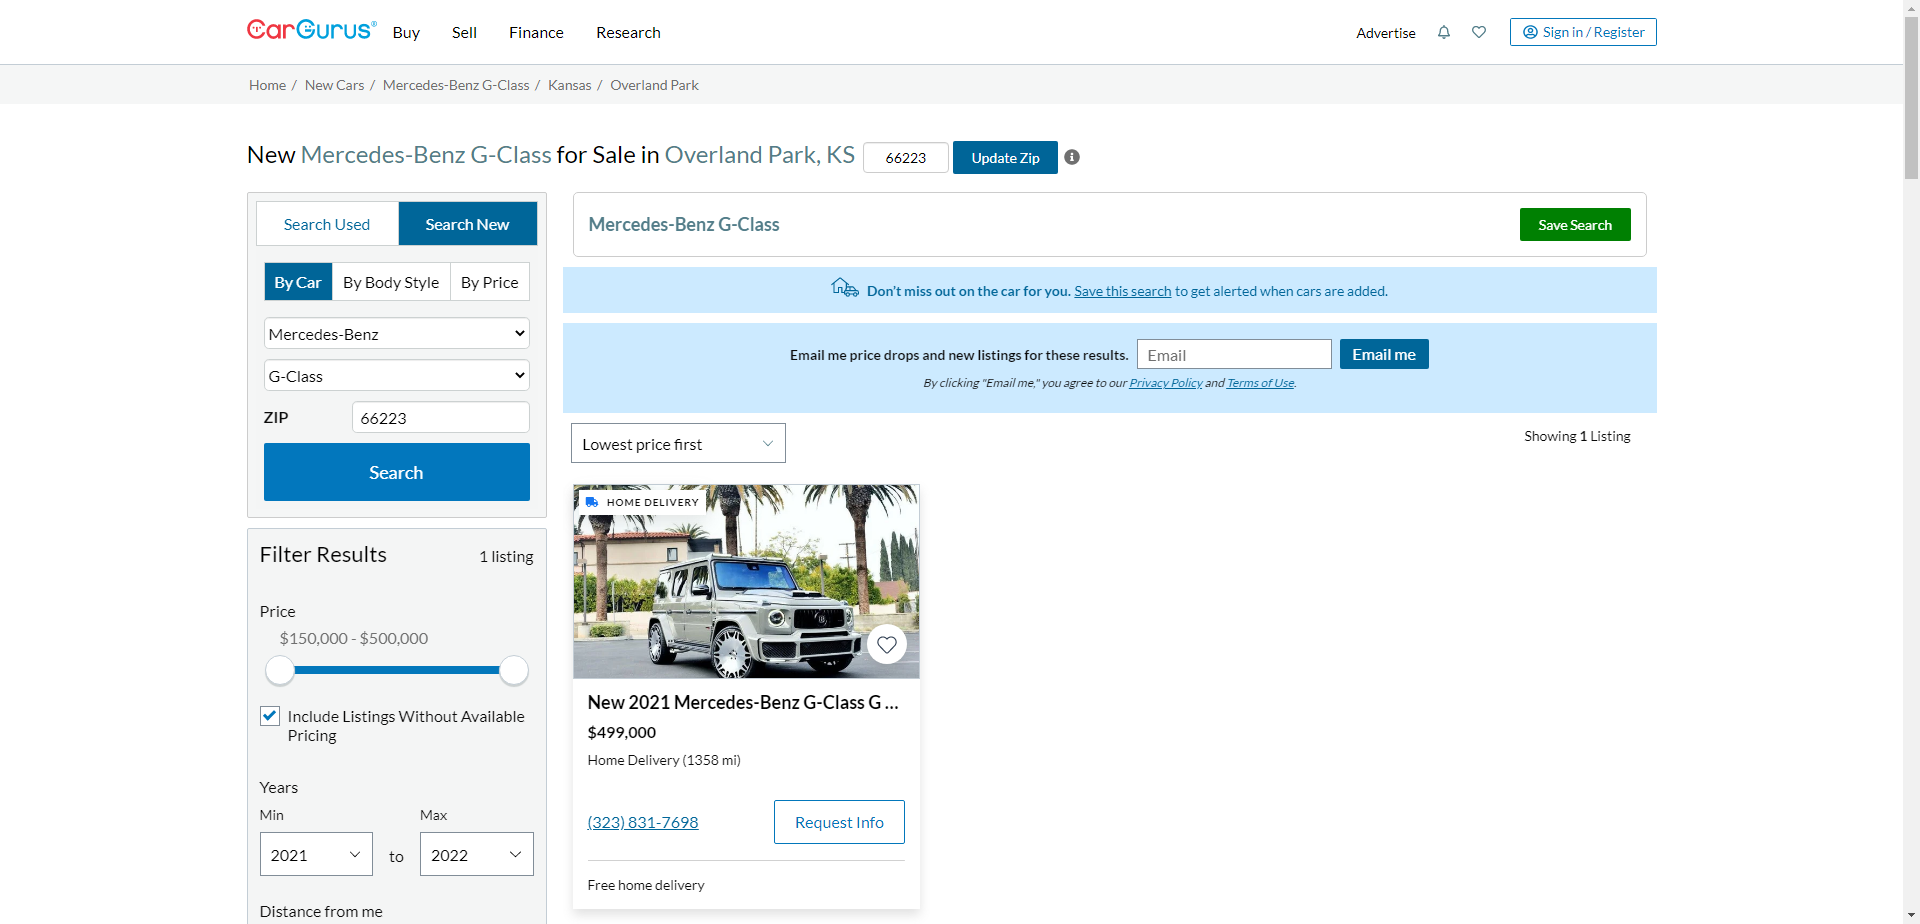 CarGurus®
Buy
Sell
Finance
Research
Advertise
Sign in / Register
Home / New Cars / Mercedes-Benz G-Class / Kansas / Overland Park
New Mercedes-Benz G-Class for Sale in Overland Park, KS
66223
Update Zip
Search Used
Search New
By Car
By Body Style
By Price
Mercedes-Benz
G-Class
ZIP
66223
Search
Filter Results
1 listing
Price
$150,000 - $500,000
Include Listings Without Available
Pricing
Years
Min
Max
2021
to
2022
Distance from me
Mercedes-Benz G-Class
Save Search
Don't miss out on the car for you. Save this search to get alerted when cars are added.
Email me price drops and new listings for these results.
Email
Email me
By clicking "Email me," you agree to our Privacy Policy and Terms of Use.
Lowest price first
Showing 1 Listing
HOME DELIVERY
New 2021 Mercedes-Benz G-Class G ...
$499,000
Home Delivery (1358 mi)
(323) 831-7698
Request Info
Free home delivery